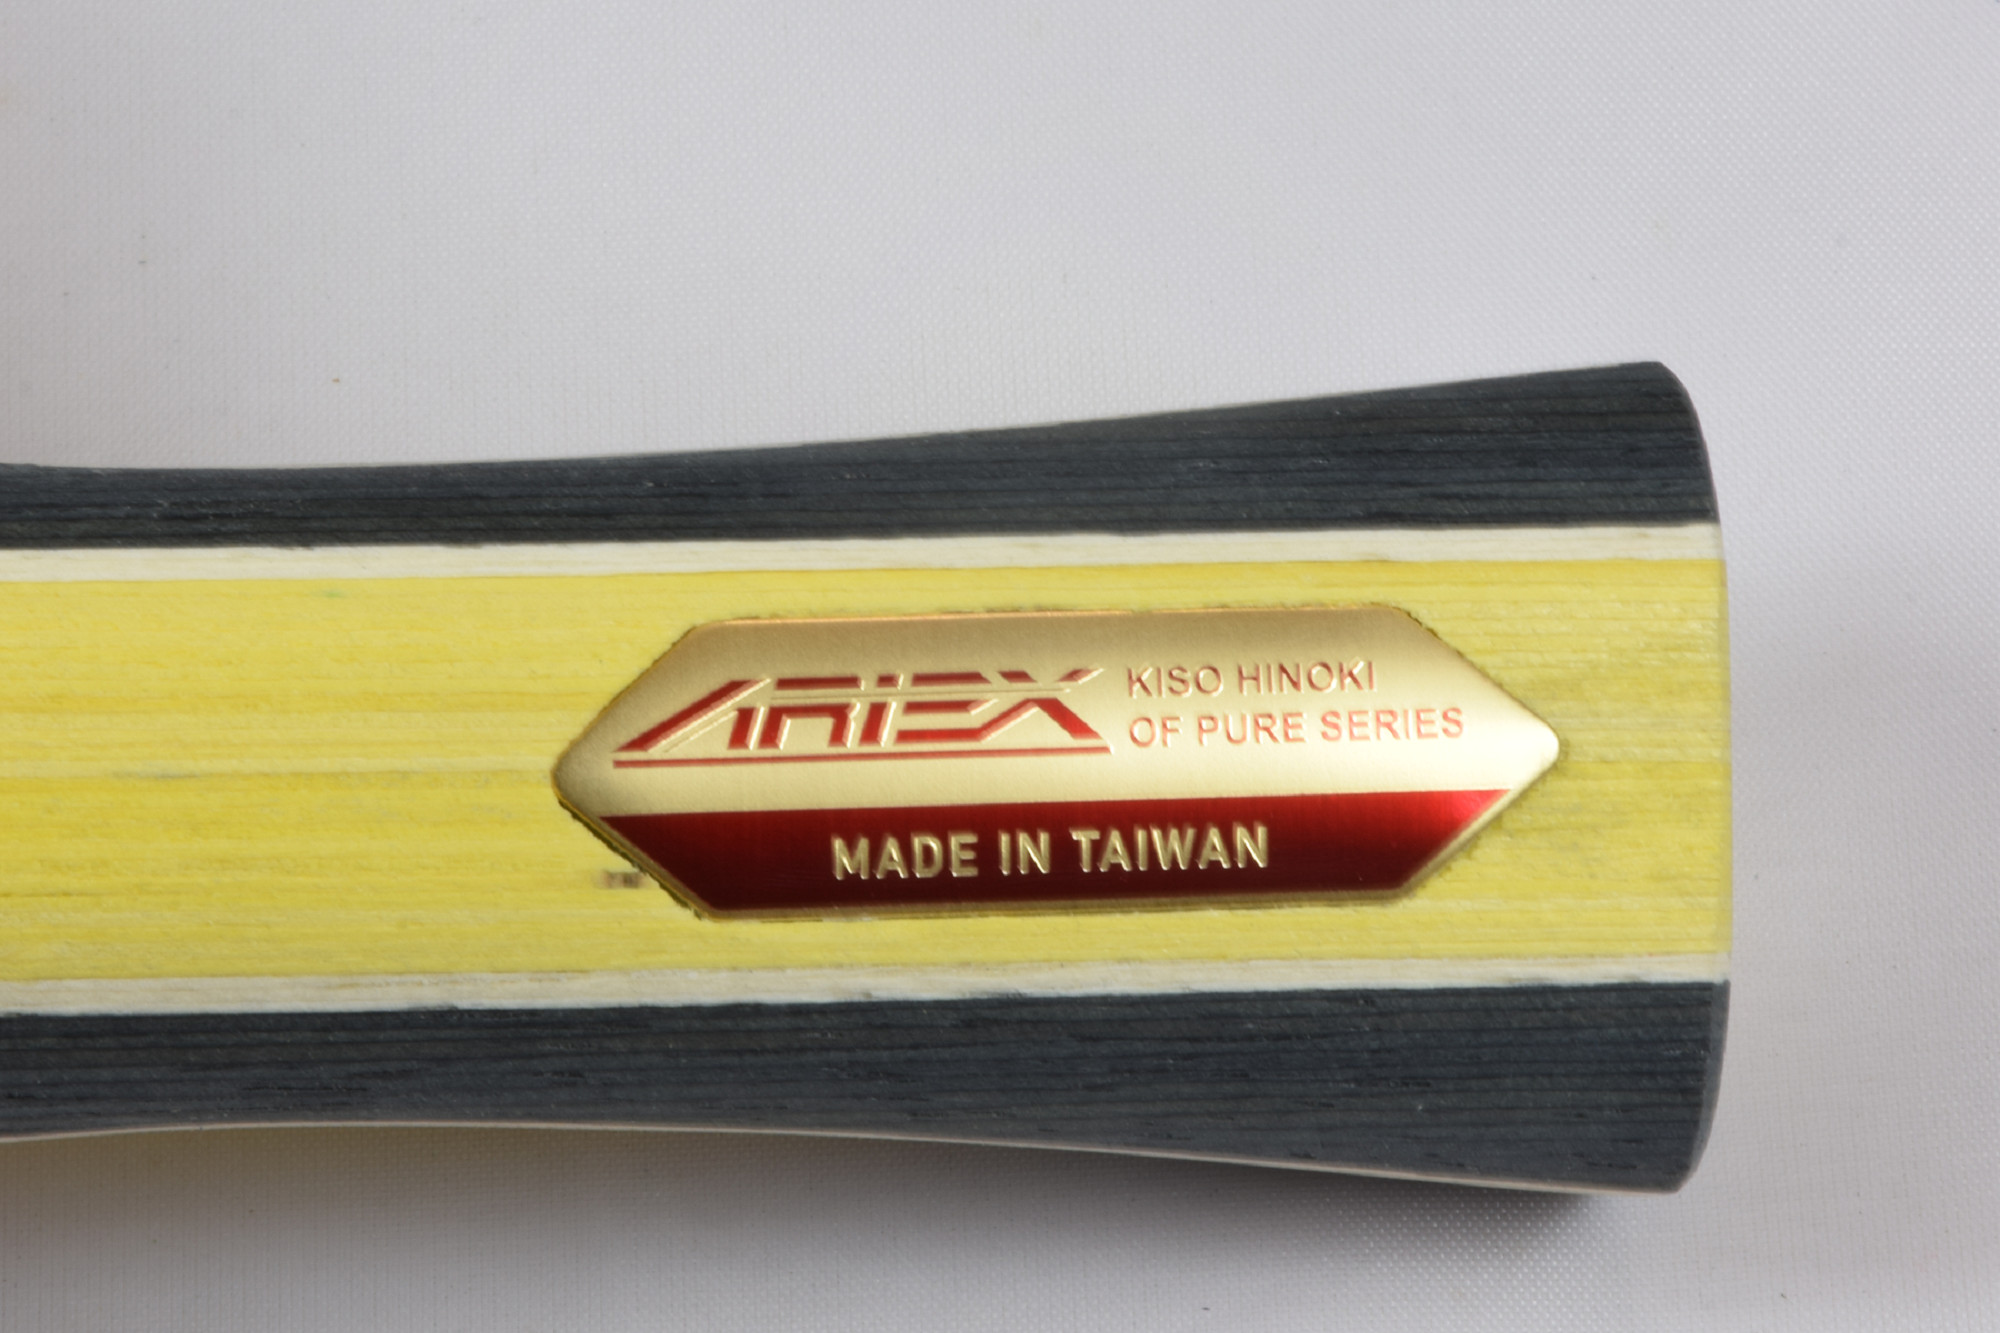 ARIEX
KISO HINOKI
OF PURE SERIES
MADE IN TAIWAN